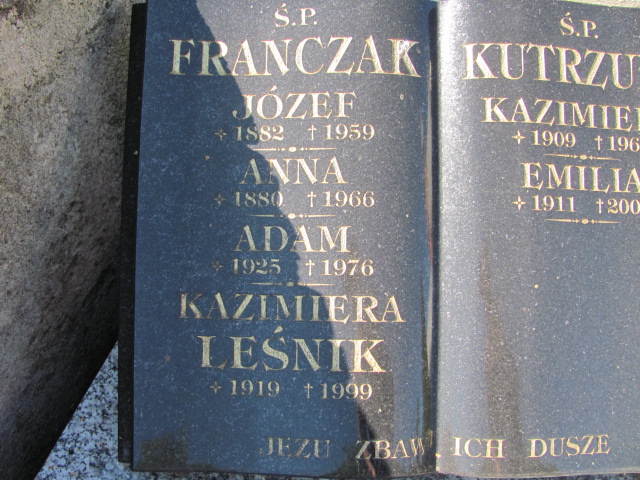 Ś.P.
FRANCZAK
JÓZEF
✧ 1882 † 1959
ANNA
✧ 1880 † 1966
ADAM
✧ 1925 † 1976
KAZIMIERA
LEŚNIK
✧ 1919 † 1999
Ś.P.
EMILIA
✧ 1909
✧ 1911
JEZU ZBAW ICH DUSZE